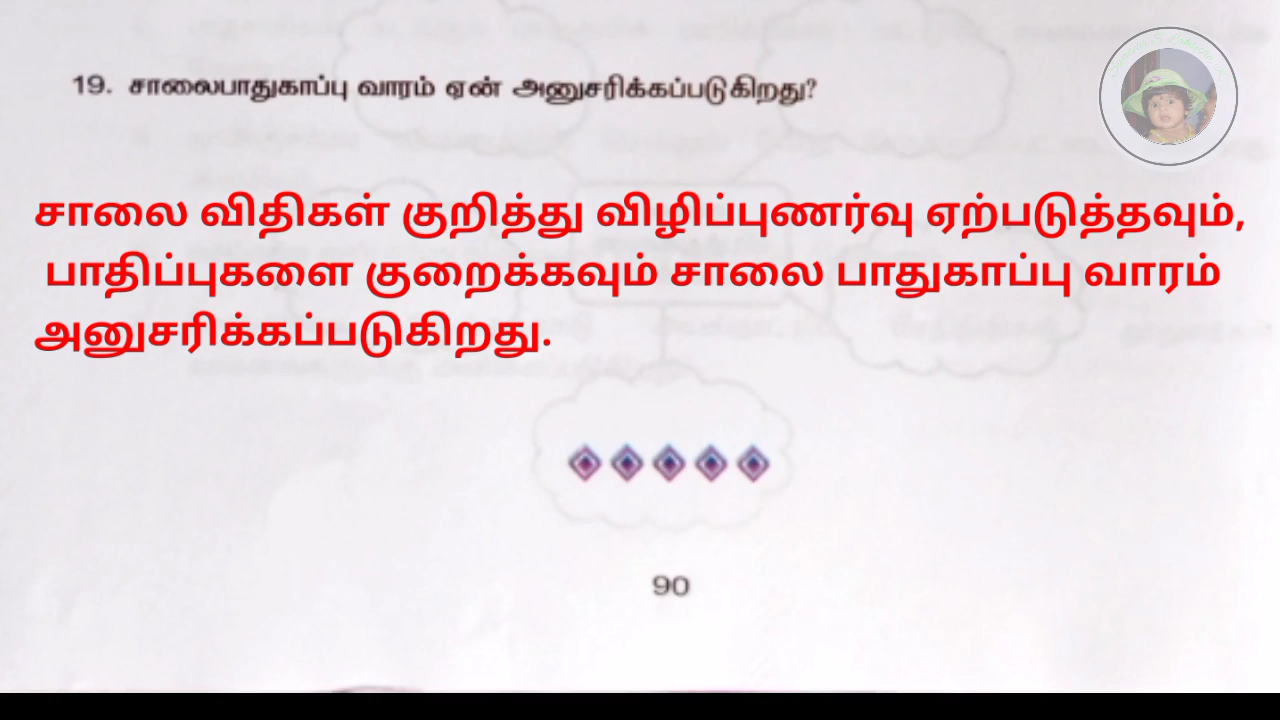 19. சாலைபாதுகாப்பு வாரம் ஏன் அனுசரிக்கப்படுகிறது?
சாலை விதிகள் குறித்து விழிப்புணர்வு ஏற்படுத்தவும்,
பாதிப்புகளை குறைக்கவும் சாலை பாதுகாப்பு வாரம்
அனுசரிக்கப்படுகிறது.
90